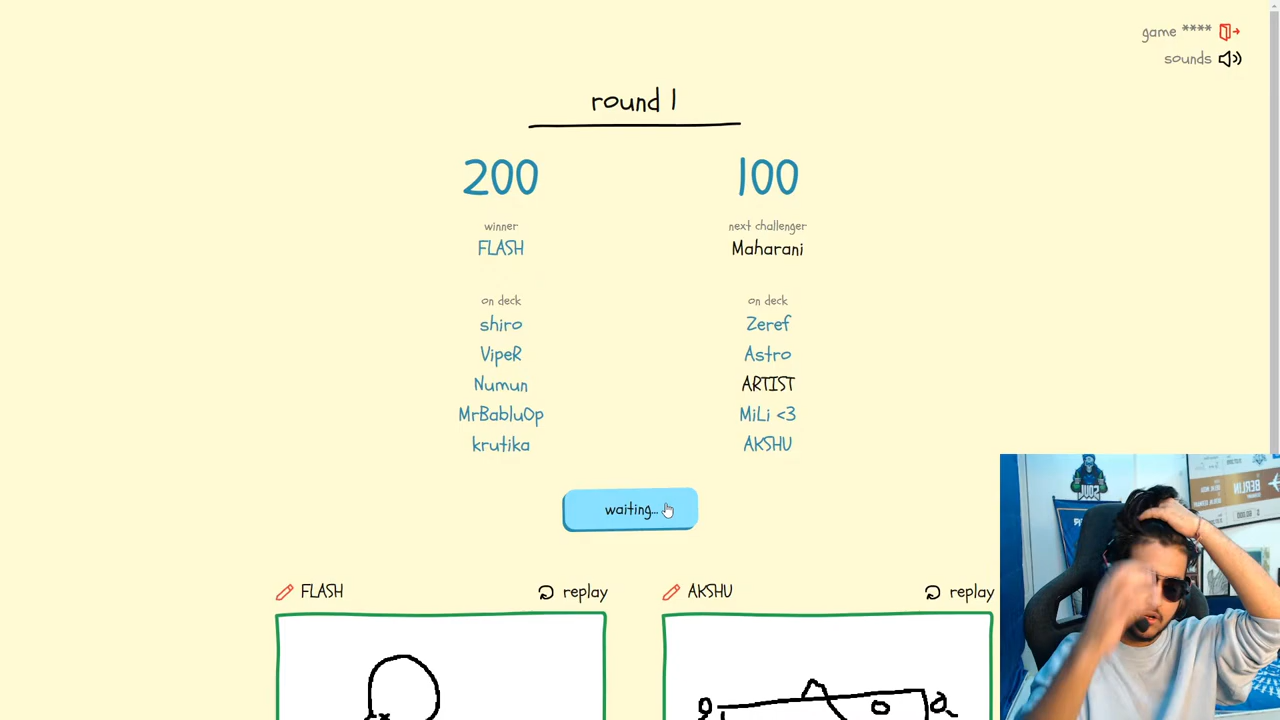 game ****
sounds
round 1
200
100
winner
next challenger
FLASH
Maharani
on deck
on deck
shiro
Zeref
VipeR
Astro
Numun
ARTIST
MrBabluOp
MiLi <3
krutika
AKSHU
waiting...
FLASH
replay
AKSHU
replay
BERLIN